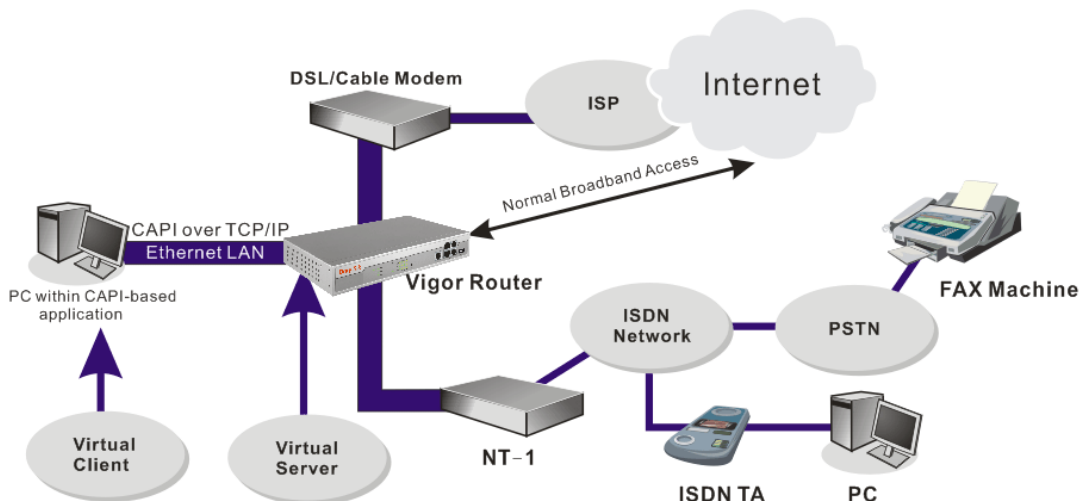 DSL/Cable Modem
ISP
Internet
Normal Broadband Access
CAPI over TCP/IP
Ethernet LAN
Vigor Router
PC within CAPI-based
application
FAX Machine
ISDN
Network
PSTN
Virtual
Client
Virtual
Server
NT-1
ISDN TA
PC